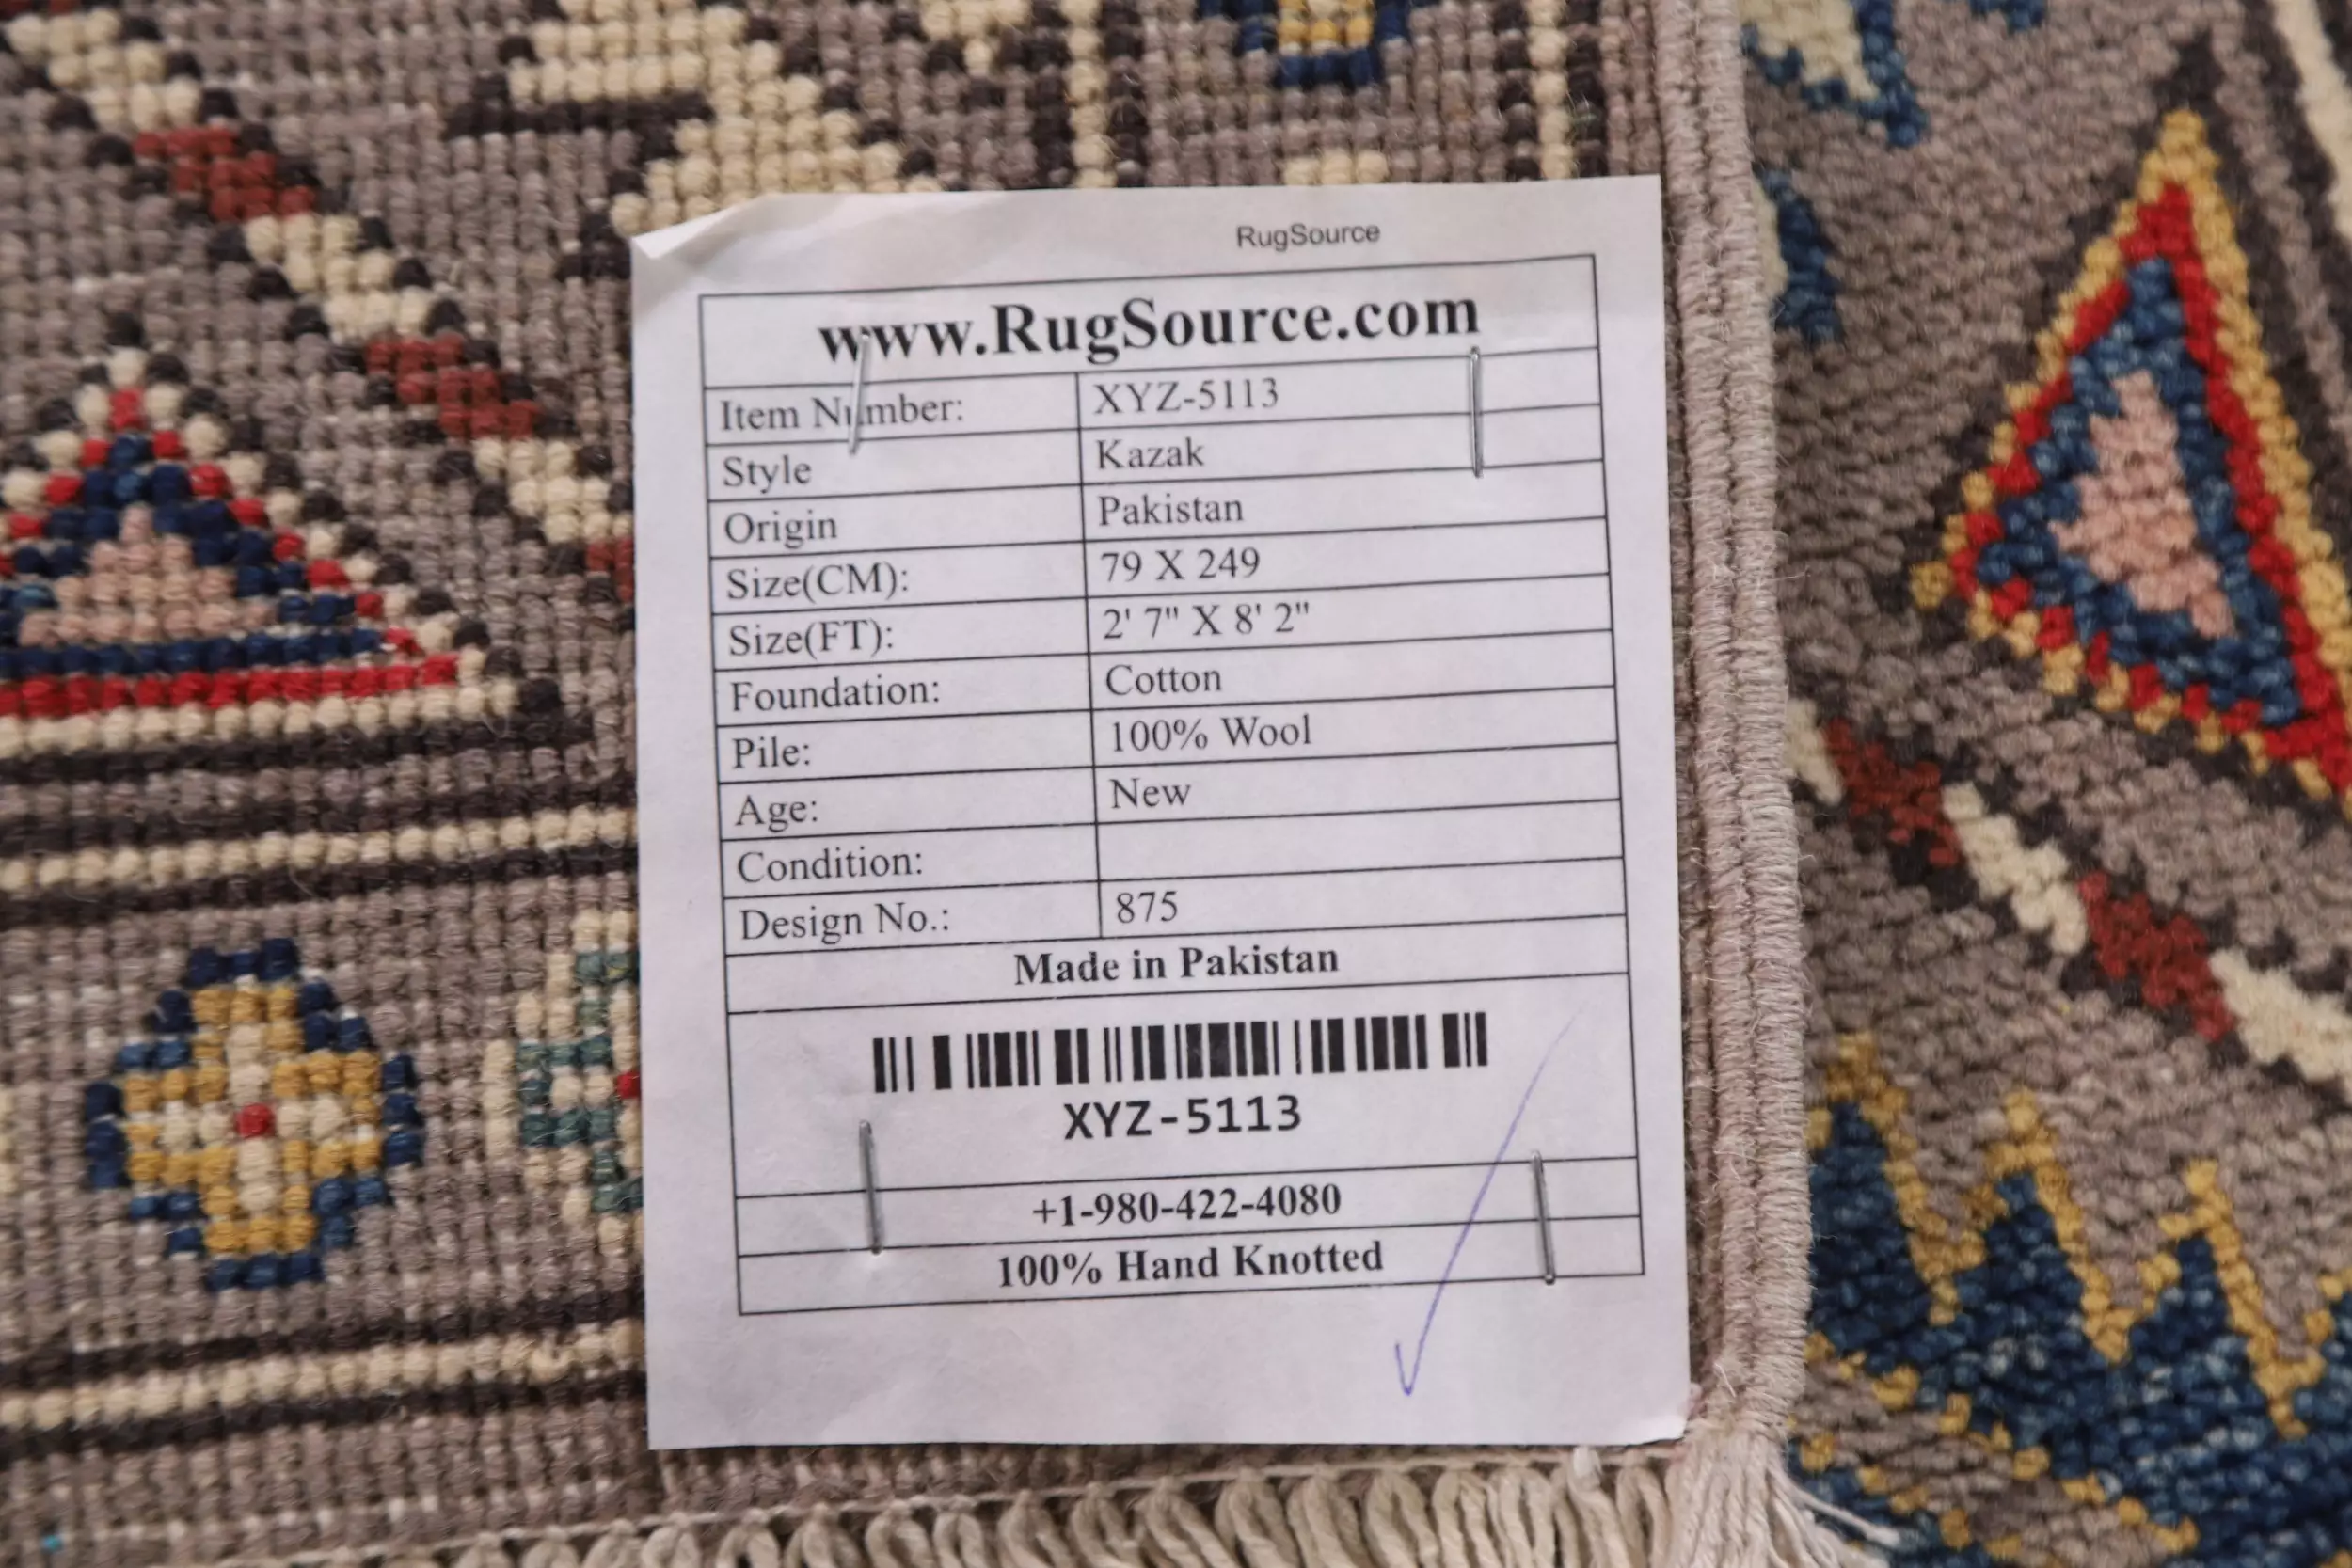 RugSource
www.RugSource.com
Item Number: XYZ-5113
Style Kazak
Origin Pakistan
Size(CM): 79 X 249
Size(FT): 2' 7" X 8' 2"
Foundation: Cotton
Pile: 100% Wool
Age: New
Condition:
Design No.: 875
Made in Pakistan
XYZ-5113
+1-980-422-4080
100% Hand Knotted